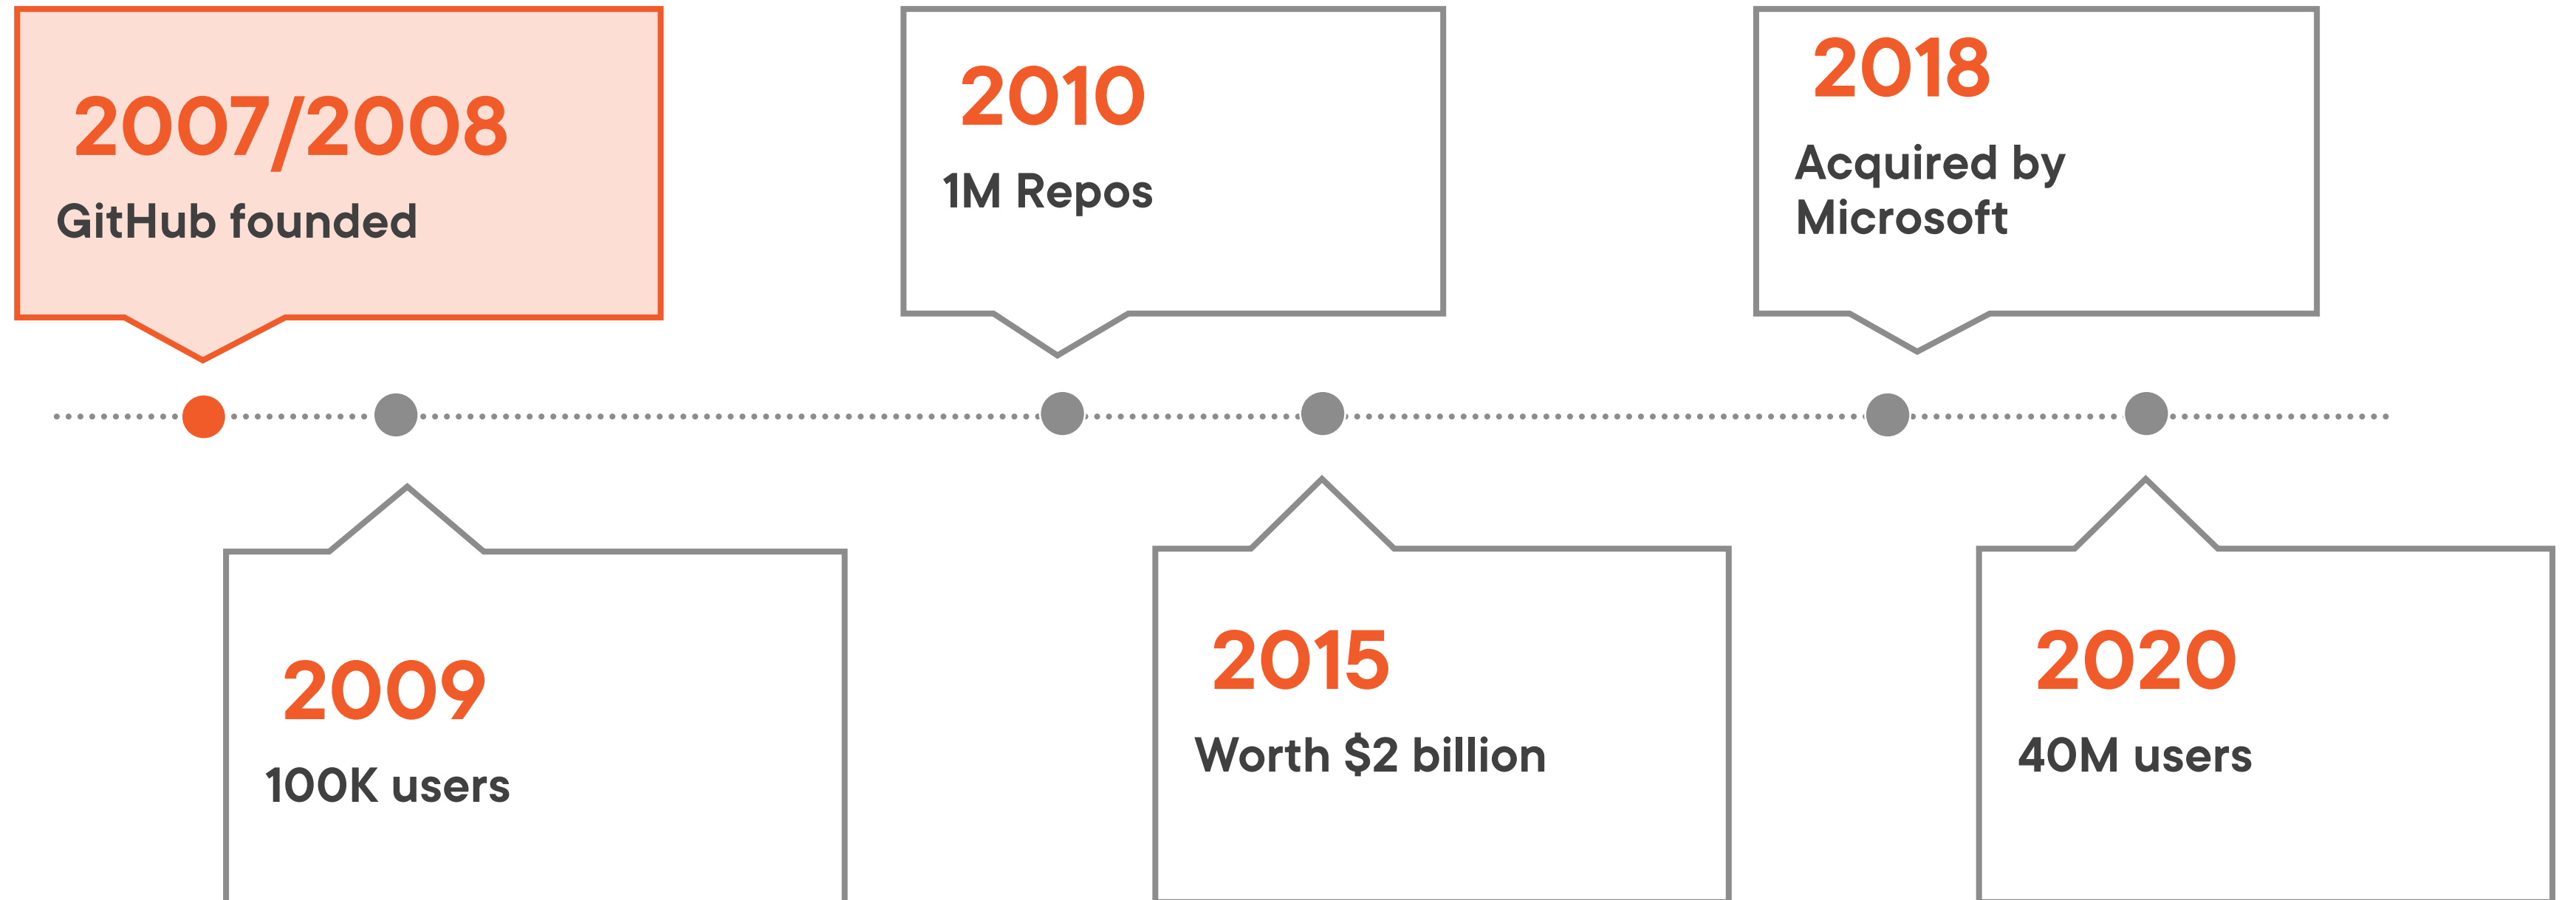 2007/2008
GitHub founded
2010
1M Repos
2018
Acquired by
Microsoft
2009
100K users
2015
Worth $2 billion
2020
40M users